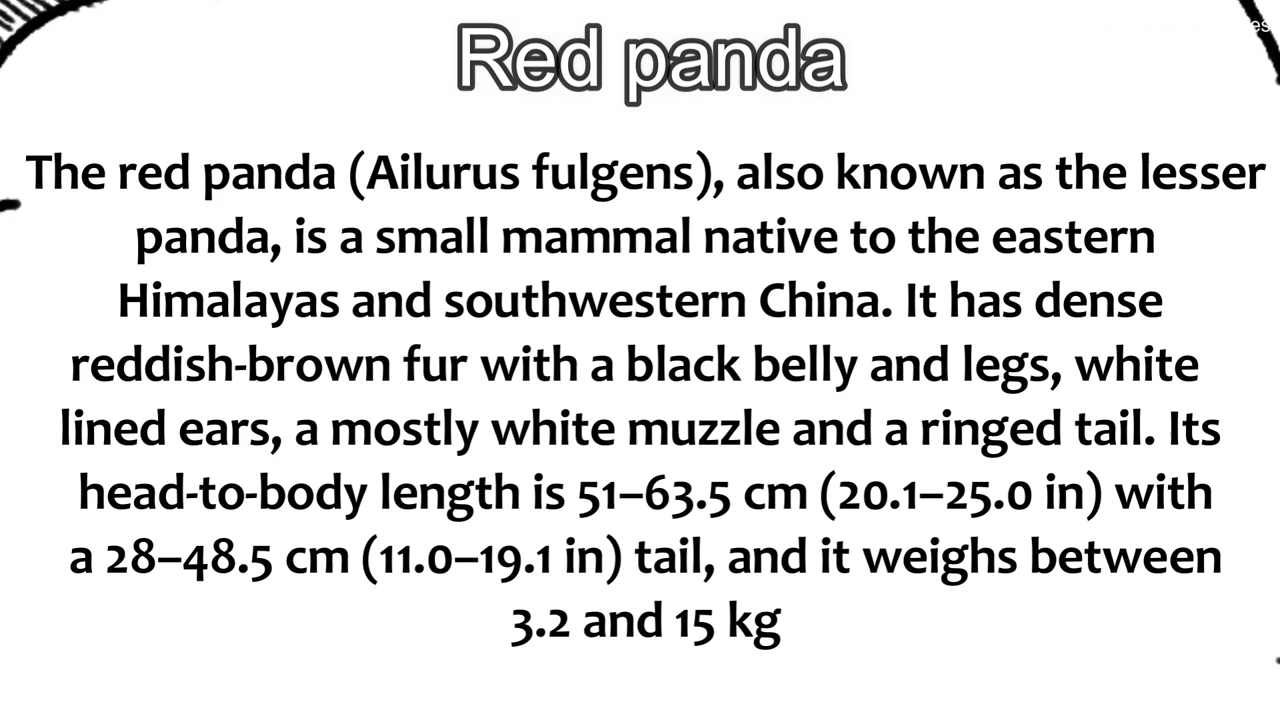 Red panda
The red panda (Ailurus fulgens), also known as the lesser
panda, is a small mammal native to the eastern
Himalayas and southwestern China. It has dense
reddish-brown fur with a black belly and legs, white
lined ears, a mostly white muzzle and a ringed tail. Its
head-to-body length is 51–63.5 cm (20.1–25.0 in) with
a 28–48.5 cm (11.0–19.1 in) tail, and it weighs between
3.2 and 15 kg